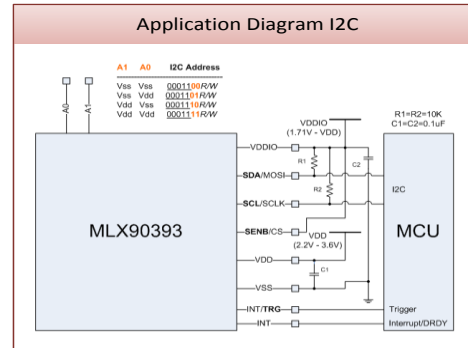 Application Diagram I2C
A1 A0 I2C Address
Vss Vss 0001100R/W
Vss Vdd 0001101R/W
Vdd Vss 0001110R/W
Vdd Vdd 0001111R/W
A0
A1
VDDIO
(1.71V - VDD)
R1=R2=10K
C1=C2=0.1uF
VDDIO
R1
C2
SDA/MOSI
I2C
R2
SCL/SCLK
MLX90393
SENB/CS
VDD
(2.2V - 3.6V)
MCU
VDD
C1
VSS
INT/TRG
Trigger
INT
Interrupt/DRDY